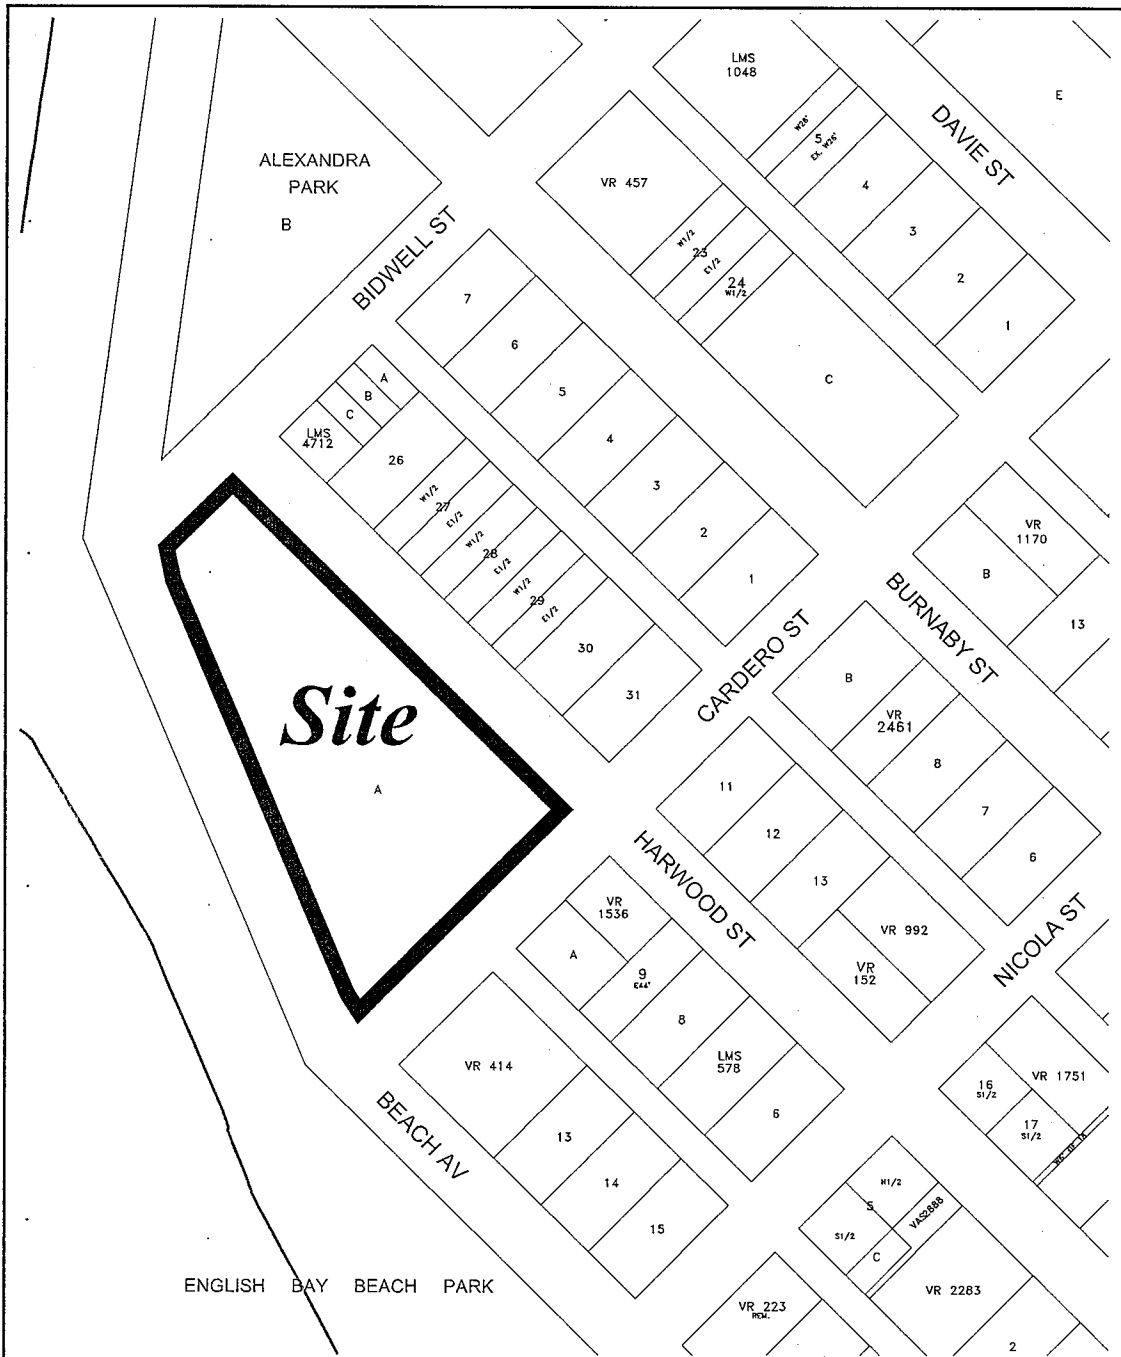 LMS
1048
E
DAVIE ST
W26'
5
EX. W26'
4
3
2
1
ALEXANDRA
PARK
B
VR 457
W1/2
23
E1/2
24
W1/2
C
BIDWELL ST
7
6
5
4
3
2
1
A
B
C
LMS
4712
26
W1/2
27
E1/2
W1/2
28
E1/2
W1/2
29
E1/2
30
31
VR
1170
B
13
BURNABY ST
CARDERO ST
Site
A
B
VR
2461
8
7
6
11
12
13
VR 992
VR
152
HARWOOD ST
NICOLA ST
VR
1536
A
9
E44'
8
LMS
578
6
VR 414
13
14
15
BEACH AV
16
S1/2
VR 1751
17
S1/2
N1/2
5
S1/2
VAS2888
C
VR 2283
2
VR 223
REM.
ENGLISH BAY BEACH PARK